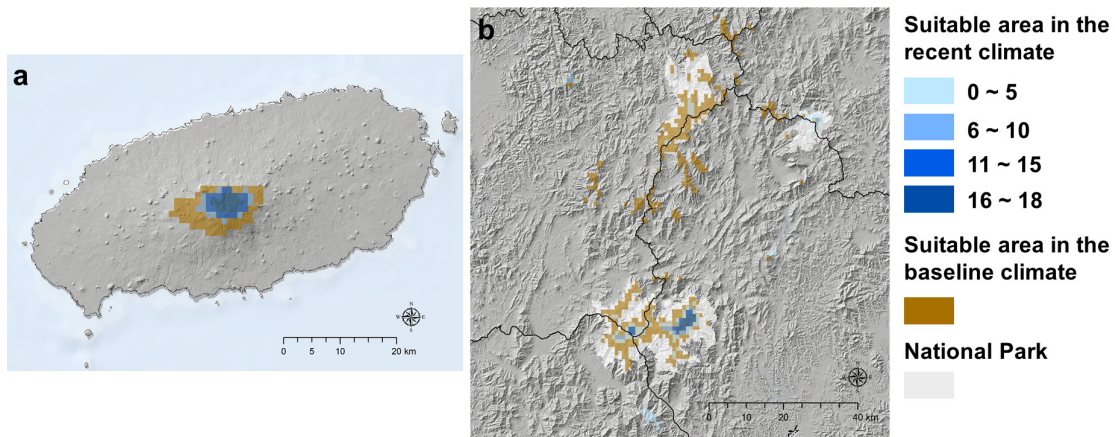 a
N
W
E
S
0 5 10 20 km
b
N
W
E
S
0 10 20 40 km
Suitable area in the
recent climate
0 ~ 5
6 ~ 10
11 ~ 15
16 ~ 18
Suitable area in the
baseline climate
National Park